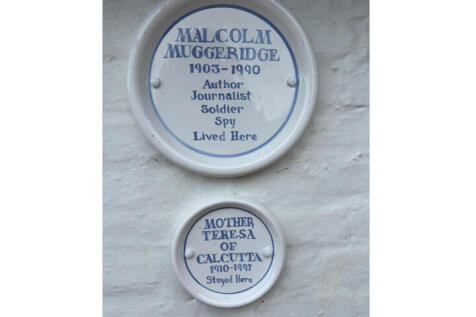 MALCOLM
MUGGERIDGE
1903-1990
Author
Journalist
Soldier
Spy
Lived Here
MOTHER
TERESA
OF
CALCUTTA
1910-1997
Stayed Here